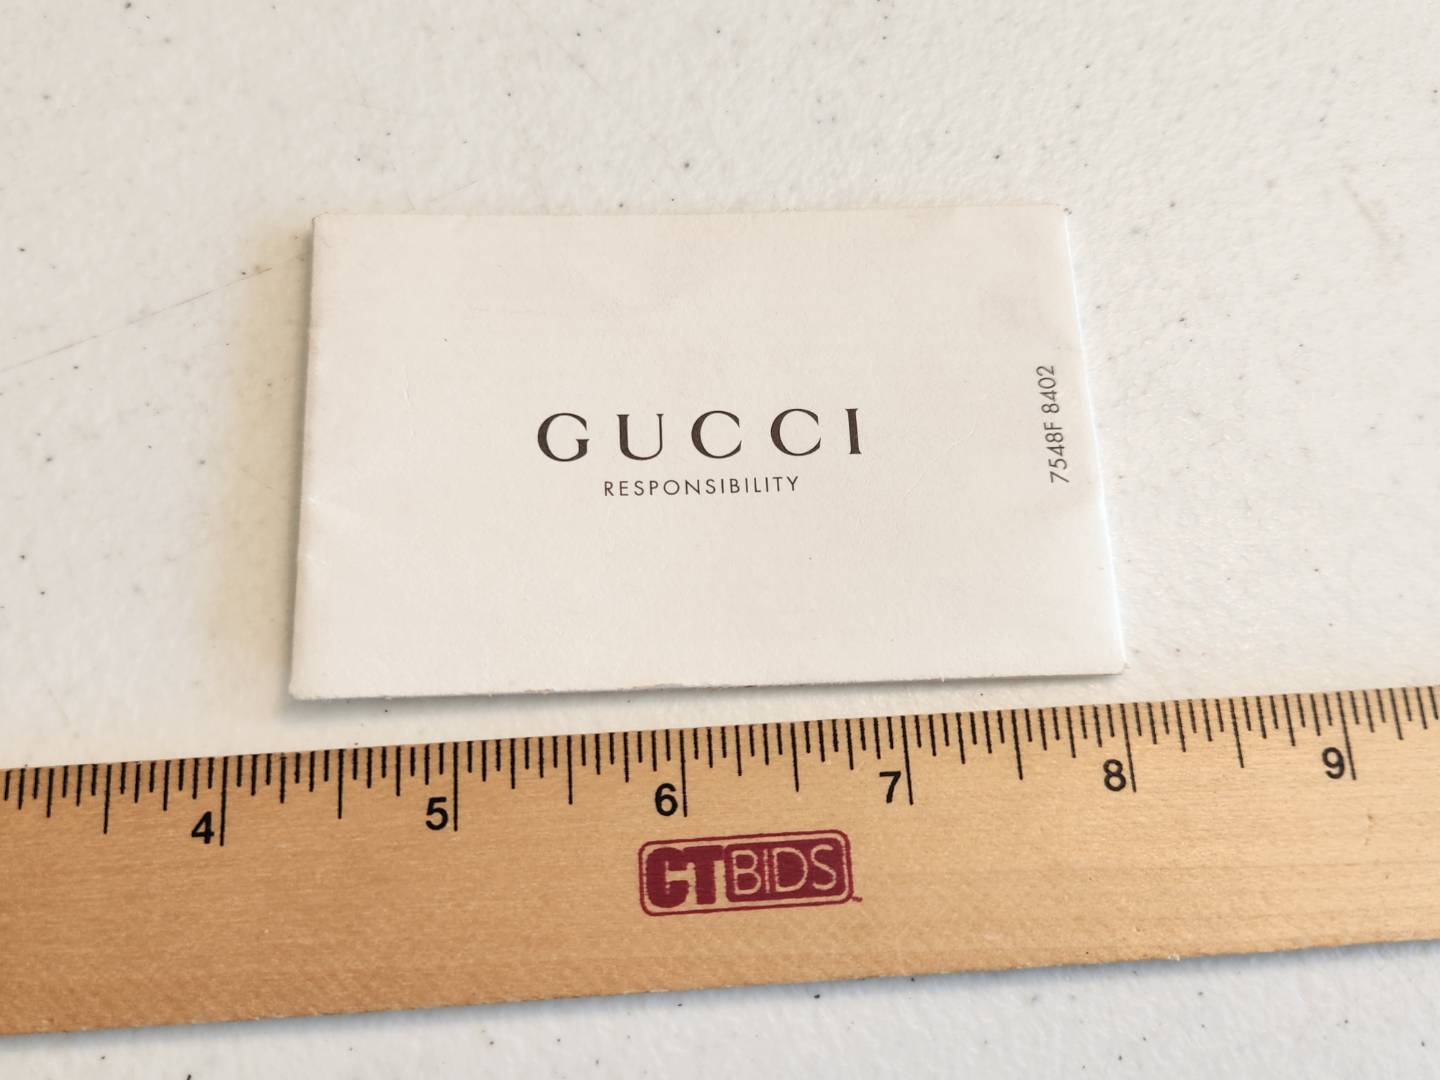 GUCCI
RESPONSIBILITY
7548F 8402
4 5 6 7 8 9
CTBIDS